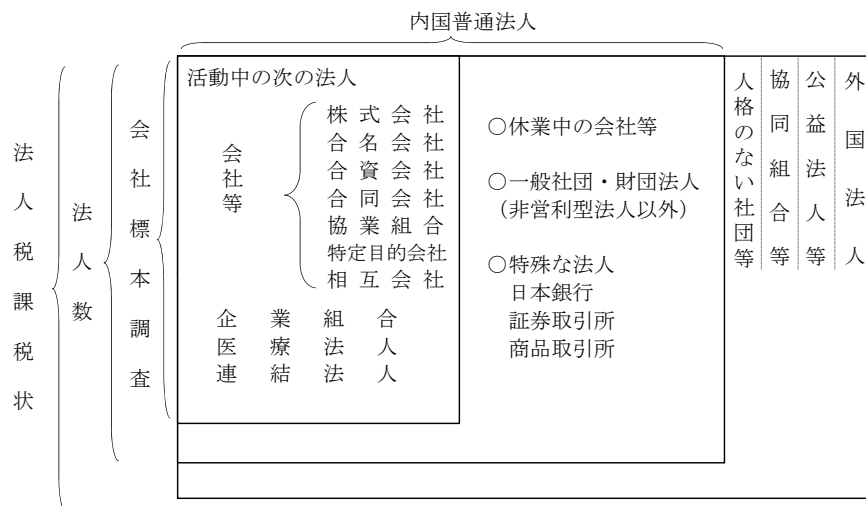 内国普通法人
法人税課税状
法人数
会社標本調査
活動中の次の法人
会社等
株式会社
合名会社
合資会社
合同会社
協業組合
特定目的会社
相互会社
企業組合
医療法人
連結法人
○休業中の会社等
○一般社団・財団法人
（非営利型法人以外）
○特殊な法人
日本銀行
証券取引所
商品取引所
人格のない社団等
協同組合等
公益法人等
外国法人